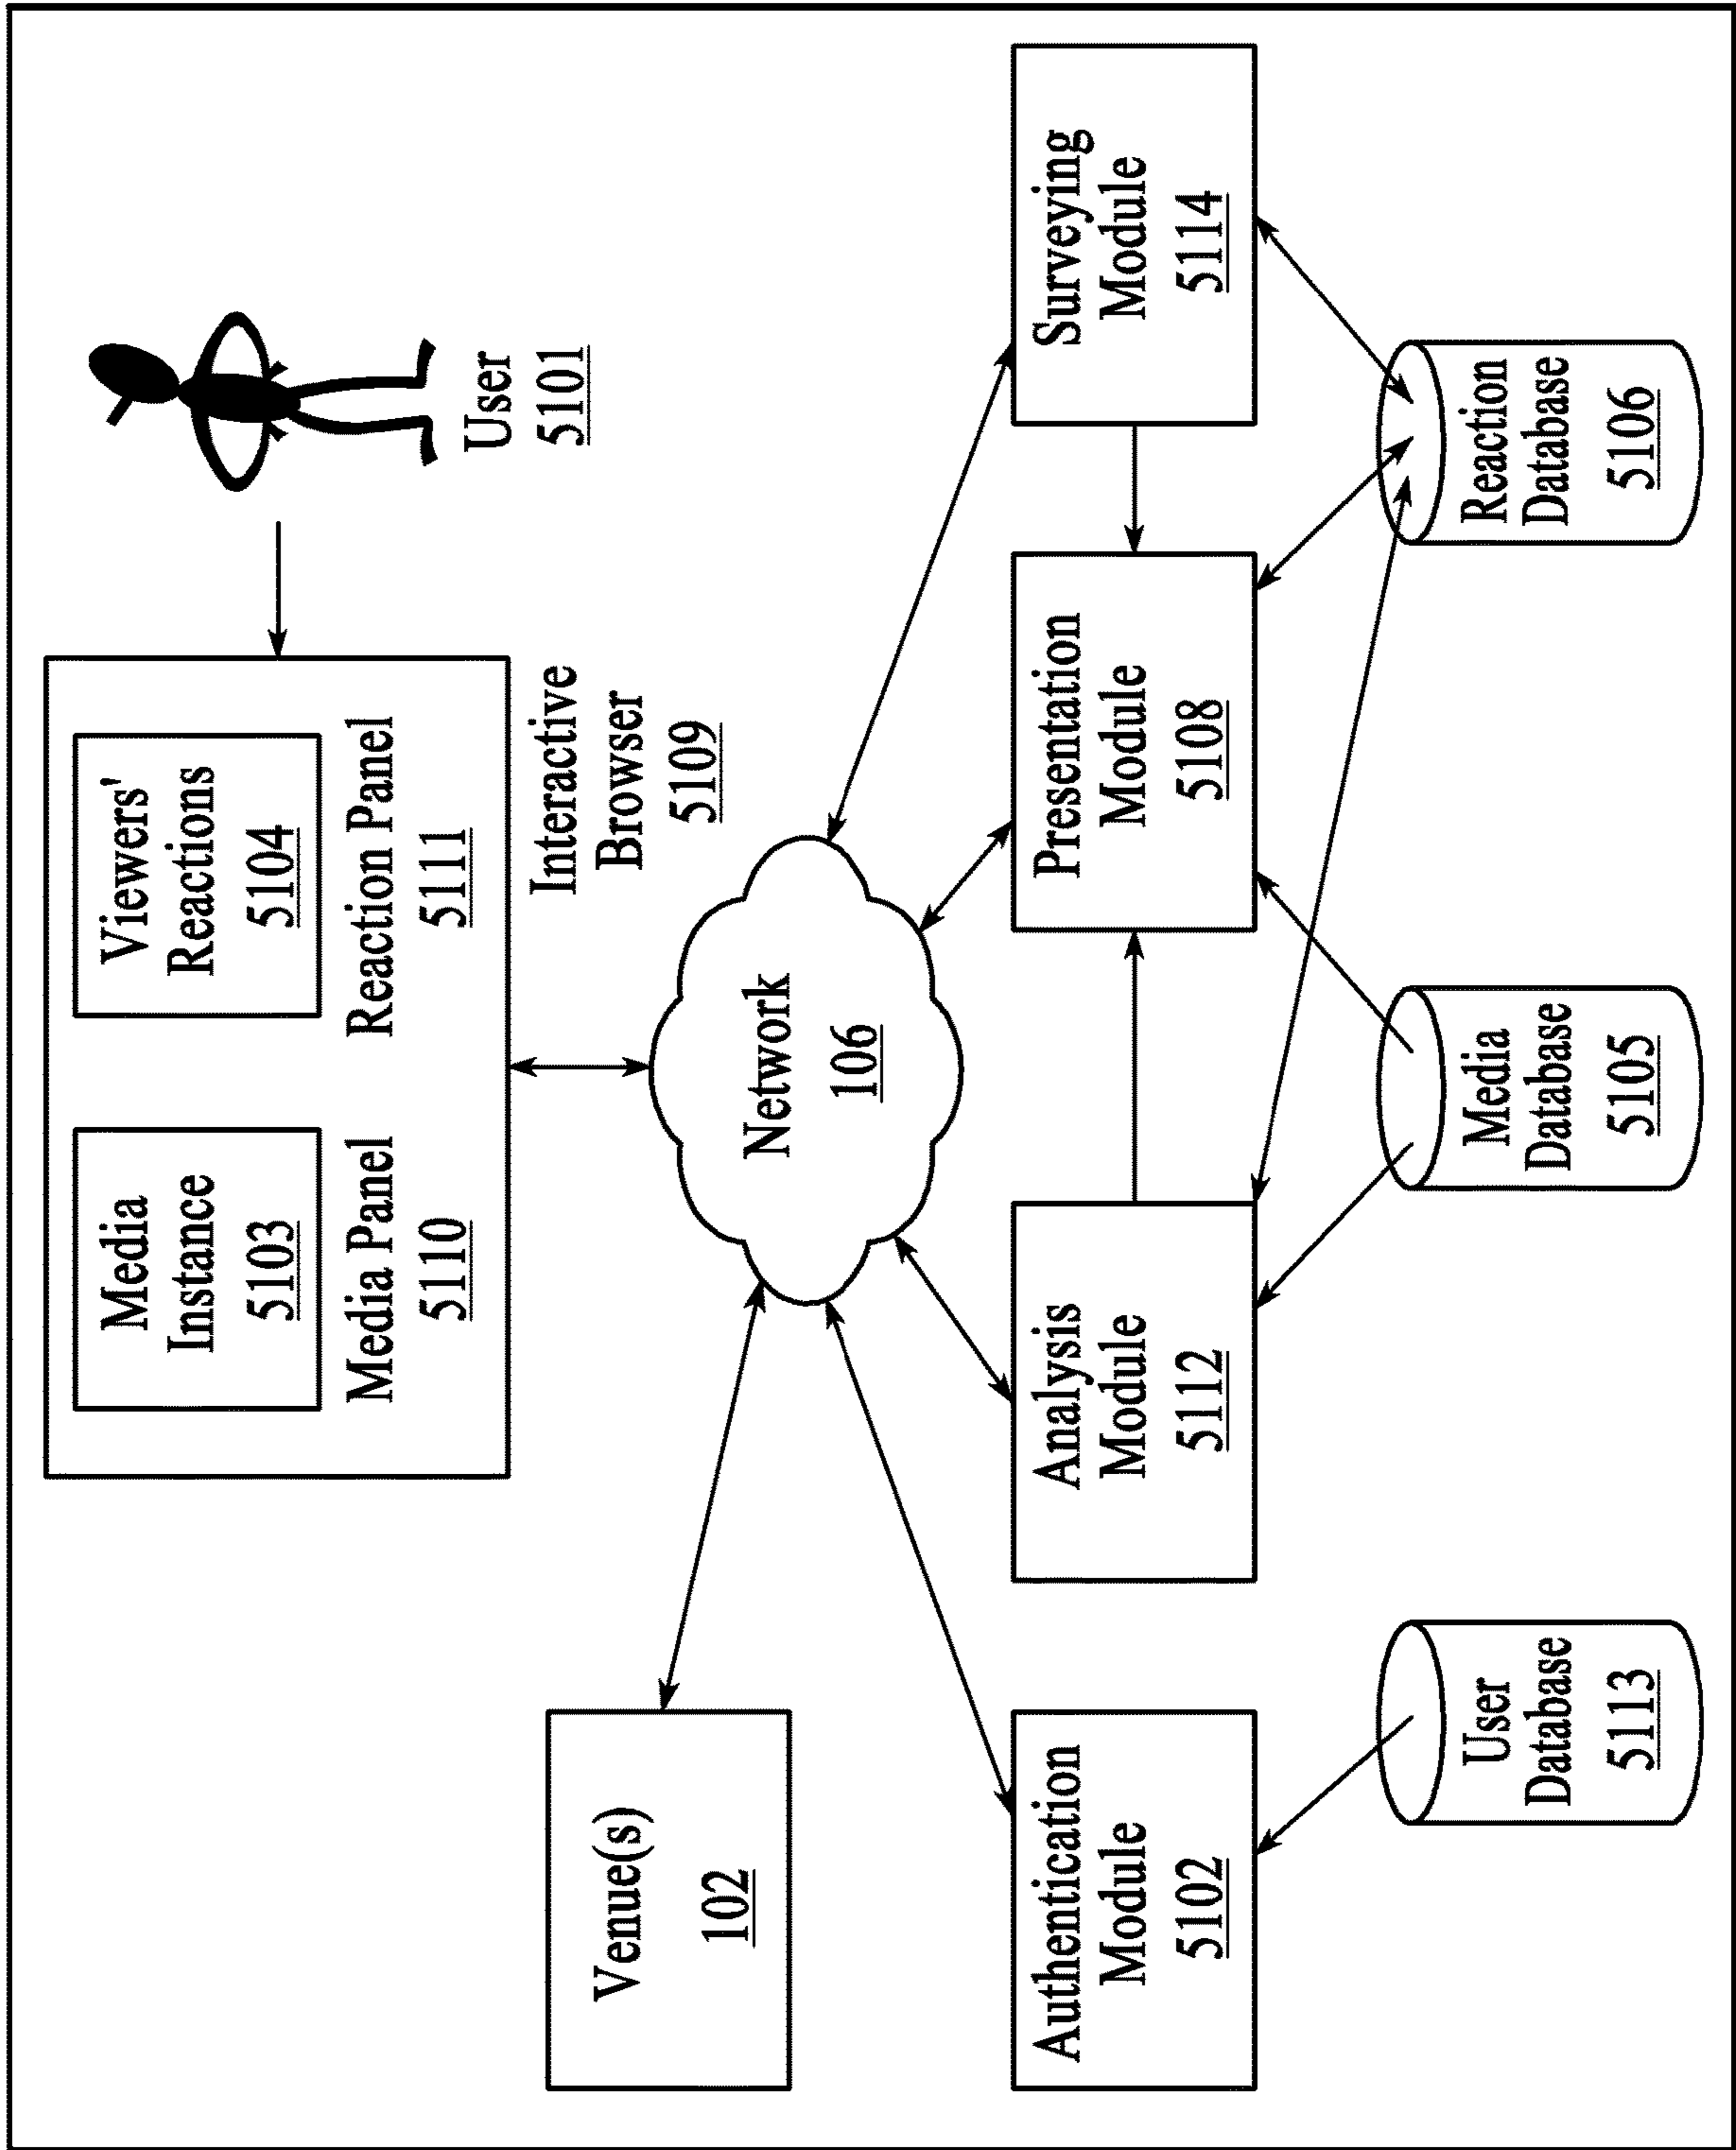 Media
Instance
5103
Media Panel
5110
Viewers'
Reactions
5104
Reaction Panel
5111
User
5101
Interactive
Browser
5109
Venue(s)
102
Network
106
Authentication
Module
5102
Analysis
Module
5112
Presentation
Module
5108
Surveying
Module
5114
User
Database
5113
Media
Database
5105
Reaction
Database
5106